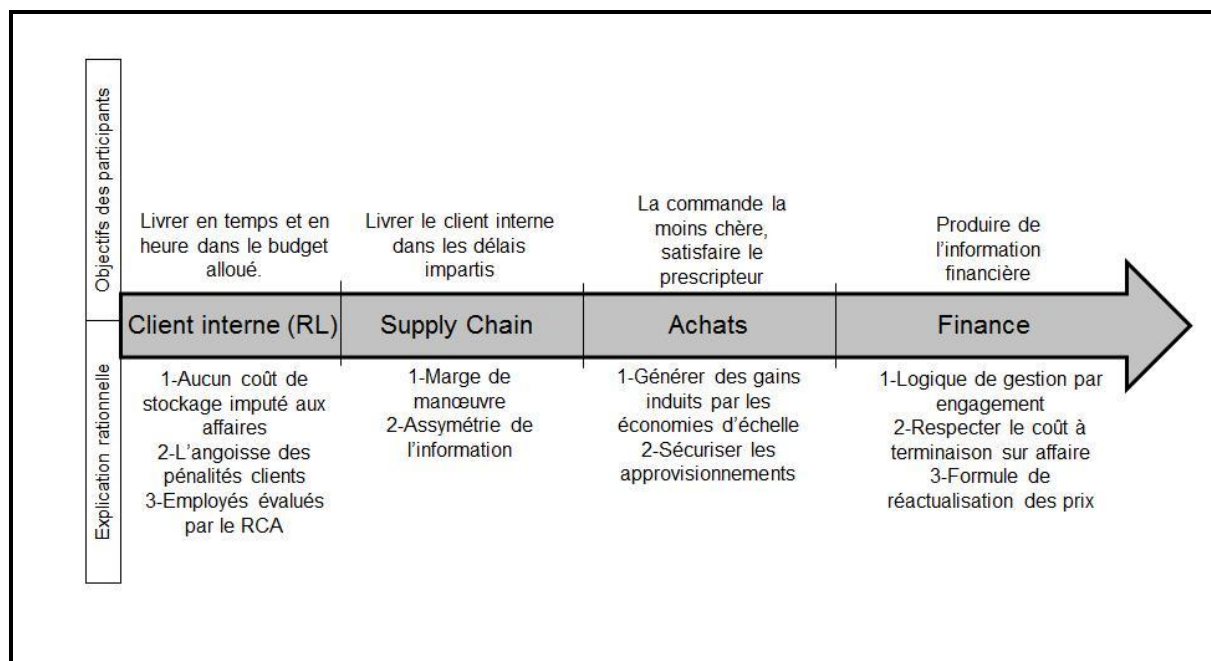 Objectifs des participants
Livrer en temps et en
heure dans le budget
alloué.
Livrer le client interne
dans les délais
impartis
La commande la
moins chère,
satisfaire le
prescripteur
Produire de
l'information
financière
Client interne (RL)
Supply Chain
Achats
Finance
Explication rationnelle
1-Aucun coût de
stockage imputé aux
affaires
2-L'angoisse des
pénalités clients
3-Employés évalués
par le RCA
1-Marge de
manœuvre
2-Assymétrie de
l'information
1-Générer des gains
induits par les
économies d'échelle
2-Sécuriser les
approvisionnements
1-Logique de gestion par
engagement
2-Respecter le coût à
terminaison sur affaire
3-Formule de
réactualisation des prix